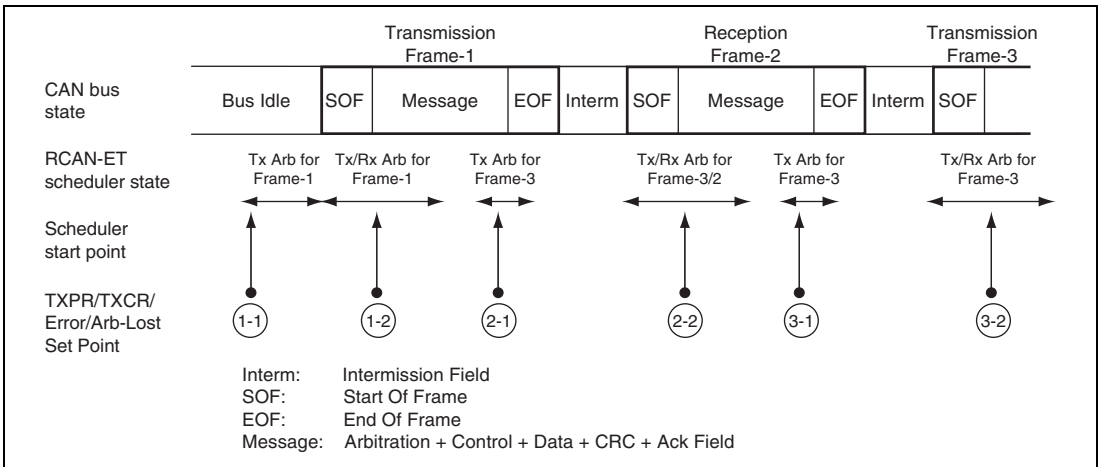 Transmission
Frame-1
Reception
Frame-2
Transmission
Frame-3
CAN bus
state
Bus Idle
SOF
Message
EOF
Interm
SOF
Message
EOF
Interm
SOF
RCAN-ET
scheduler state
Tx Arb for
Frame-1
Tx/Rx Arb for
Frame-1
Tx Arb for
Frame-3
Tx/Rx Arb for
Frame-3/2
Tx Arb for
Frame-3
Tx/Rx Arb for
Frame-3
Scheduler
start point
TXPR/TXCR/
Error/Arb-Lost
Set Point
1-1
1-2
2-1
2-2
3-1
3-2
Interm: Intermission Field
SOF: Start Of Frame
EOF: End Of Frame
Message: Arbitration + Control + Data + CRC + Ack Field